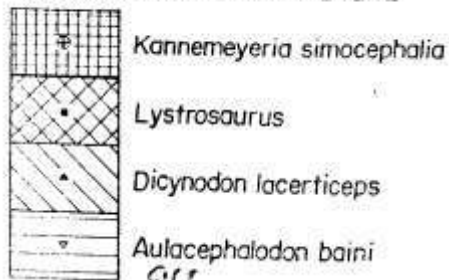 Kannemeyeria simocephalia
Lystrosaurus
Dicynodon lacerticeps
Aulacephalodon baini